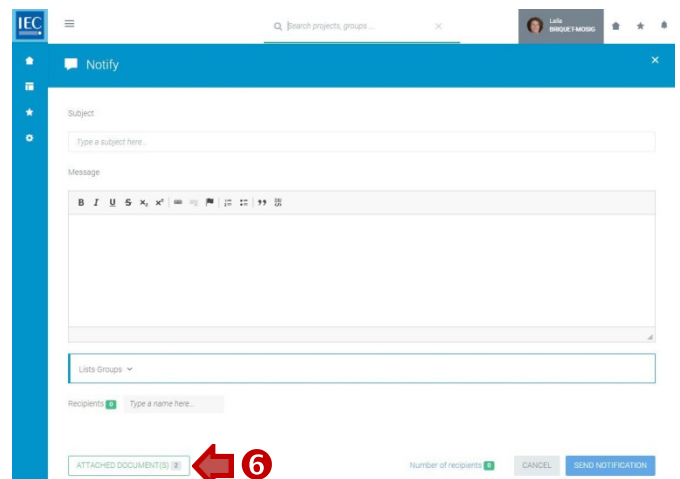 IEC
Search projects, groups ...
Leila
BRIQUET-MOSIG
Notify
Subject
Type a subject here...
Message
B I U S x₂ x²
Lists Groups
Recipients 0 Type a name here...
ATTACHED DOCUMENT(S) 2
6
Number of recipients 0 CANCEL SEND NOTIFICATION